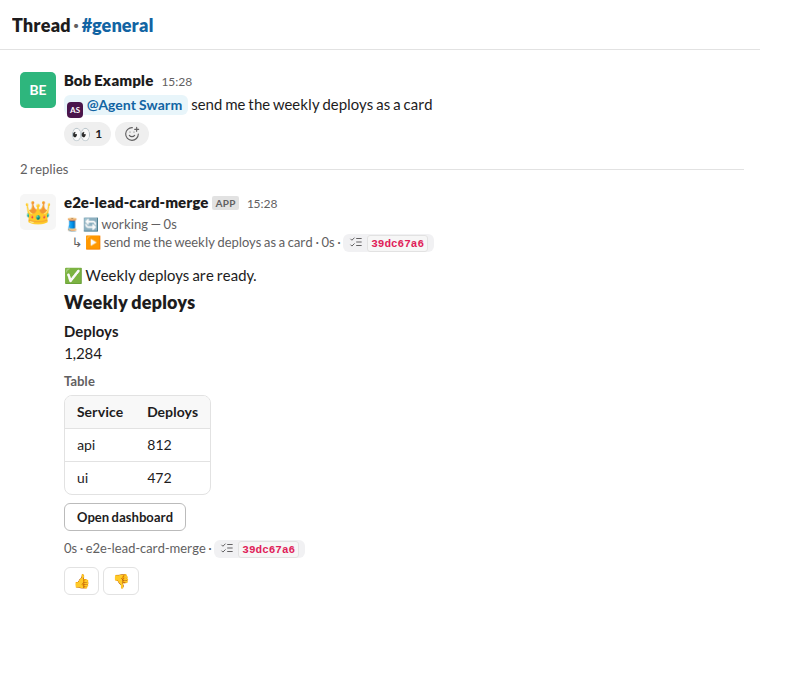 Thread • #general
BE
Bob Example 15:28
AS @Agent Swarm send me the weekly deploys as a card
👀 1
2 replies
e2e-lead-card-merge APP 15:28
🧵 🔄 working — 0s
↳ ▶️ send me the weekly deploys as a card · 0s · 39dc67a6
✅ Weekly deploys are ready.
Weekly deploys
Deploys
1,284
Table
Service Deploys
api 812
ui 472
Open dashboard
0s · e2e-lead-card-merge · 39dc67a6
👍 👎